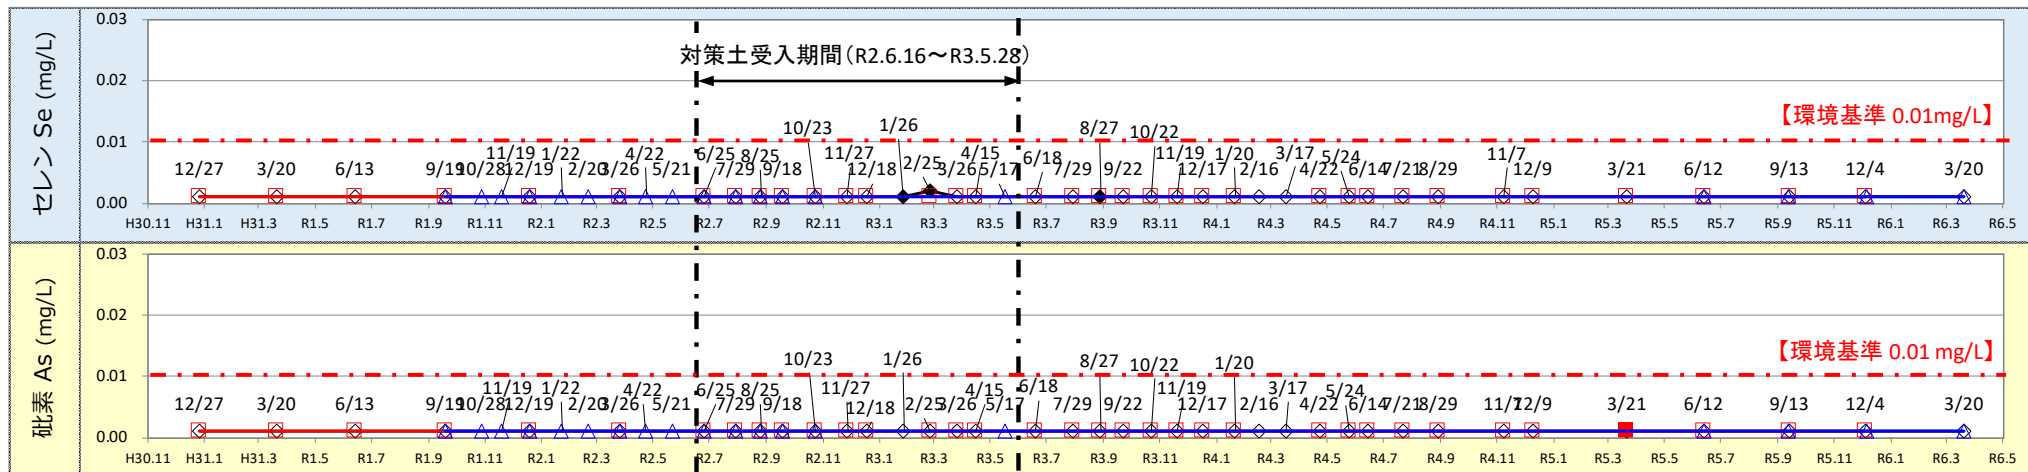 セレン Se (mg/L)
0.03
0.02
0.01
0.00
対策土受入期間(R2.6.16～R3.5.28)
【環境基準 0.01mg/L】
10/23 1/26 8/27 10/22
11/19 1/22 4/22 6/25 8/25 11/27 2/25 4/15 6/18 11/19 1/20 3/17 5/24 11/7
12/27 3/20 6/13 9/19 10/28 12/19 2/20 3/26 5/21 7/29 9/18 12/18 3/26 5/17 7/29 9/22 12/17 2/16 4/22 6/14 7/21 8/29 12/9 3/21 6/12 9/13 12/4 3/20
H30.11 H31.1 H31.3 R1.5 R1.7 R1.9 R1.11 R2.1 R2.3 R2.5 R2.7 R2.9 R2.11 R3.1 R3.3 R3.5 R3.7 R3.9 R3.11 R4.1 R4.3 R4.5 R4.7 R4.9 R4.11 R5.1 R5.3 R5.5 R5.7 R5.9 R5.11 R6.1 R6.3 R6.5
砒素 As (mg/L)
0.03
0.02
0.01
0.00
【環境基準 0.01 mg/L】
10/23 1/26 8/27 10/22 1/20
11/19 1/22 4/22 6/25 8/25 11/27 4/15 6/18 11/19 3/17 5/24
12/27 3/20 6/13 9/19 10/28 12/19 2/20 3/26 5/21 7/29 9/18 12/18 2/25 3/26 5/17 7/29 9/22 12/17 2/16 4/22 6/14 7/21 8/29 11/7 12/9 3/21 6/12 9/13 12/4 3/20
H30.11 H31.1 H31.3 R1.5 R1.7 R1.9 R1.11 R2.1 R2.3 R2.5 R2.7 R2.9 R2.11 R3.1 R3.3 R3.5 R3.7 R3.9 R3.11 R4.1 R4.3 R4.5 R4.7 R4.9 R4.11 R5.1 R5.3 R5.5 R5.7 R5.9 R5.11 R6.1 R6.3 R6.5